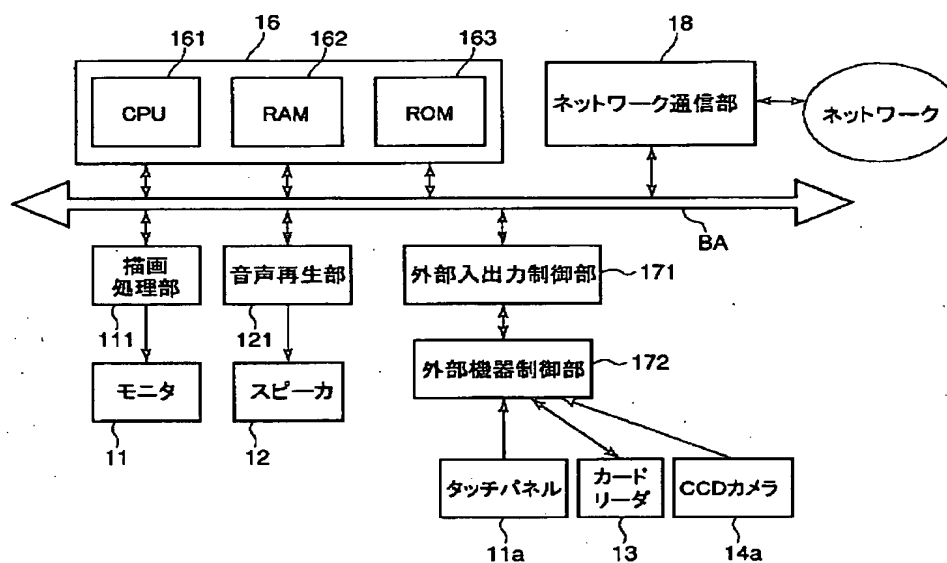 161
16
162
163
18
CPU
RAM
ROM
ネットワーク通信部
ネットワーク
BA
描画
処理部
音声再生部
外部入出力制御部
171
111
121
モニタ
スピーカ
外部機器制御部
172
11
12
タッチパネル
カード
リーダ
CCDカメラ
11a
13
14a